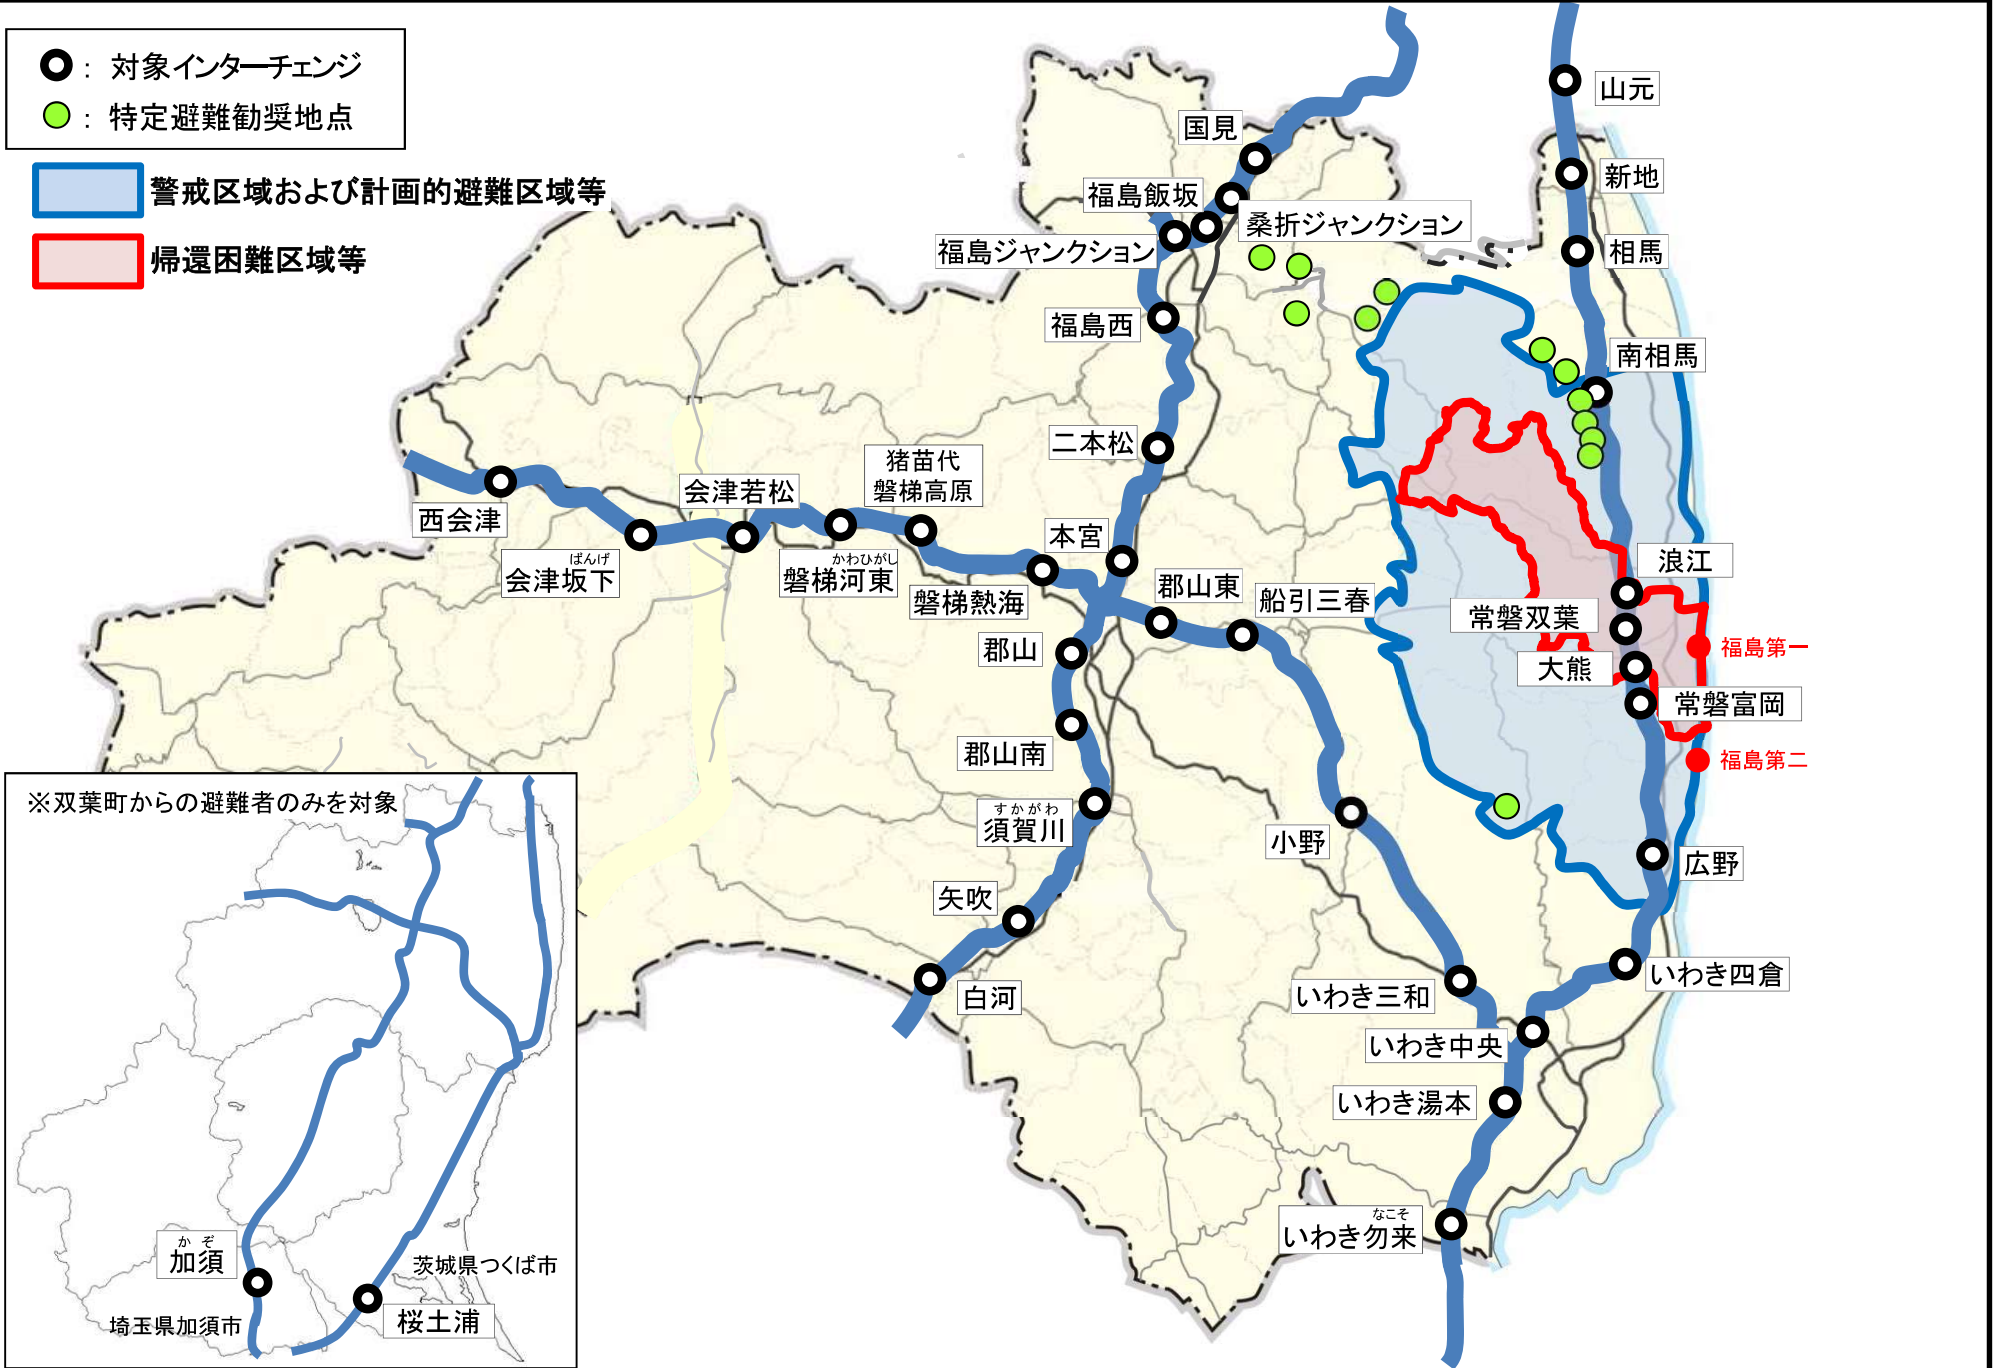 : 対象インターチェンジ
: 特定避難勧奨地点
警戒区域および計画的避難区域等
帰還困難区域等
山元
国見
新地
福島飯坂
桑折ジャンクション
福島ジャンクション
相馬
福島西
南相馬
二本松
猪苗代
磐梯高原
会津若松
西会津
本宮
ばんげ
会津坂下
かわひがし
磐梯河東
磐梯熱海
郡山東
船引三春
浪江
常磐双葉
郡山
福島第一
大熊
常磐富岡
郡山南
福島第二
すかがわ
須賀川
小野
広野
矢吹
白河
いわき三和
いわき四倉
いわき中央
いわき湯本
なこそ
いわき勿来
※双葉町からの避難者のみを対象
かぞ
加須
埼玉県加須市
茨城県つくば市
桜土浦